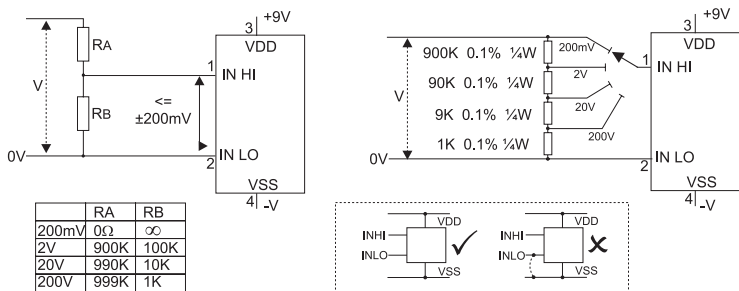 3 +9V
RA
VDD
1
IN HI
V
<=
±200mV
RB
0V
2
IN LO
VSS
4 -V
RA RB
200mV 0Ω ∞
2V 900K 100K
20V 990K 10K
200V 999K 1K
3 +9V
VDD
900K 0.1% ¼W
200mV
1
IN HI
2V
90K 0.1% ¼W
V
20V
9K 0.1% ¼W
200V
1K 0.1% ¼W
0V
2
IN LO
VSS
4 -V
VDD
INHI
INLO
VSS
✓
VDD
INHI
INLO
VSS
✗